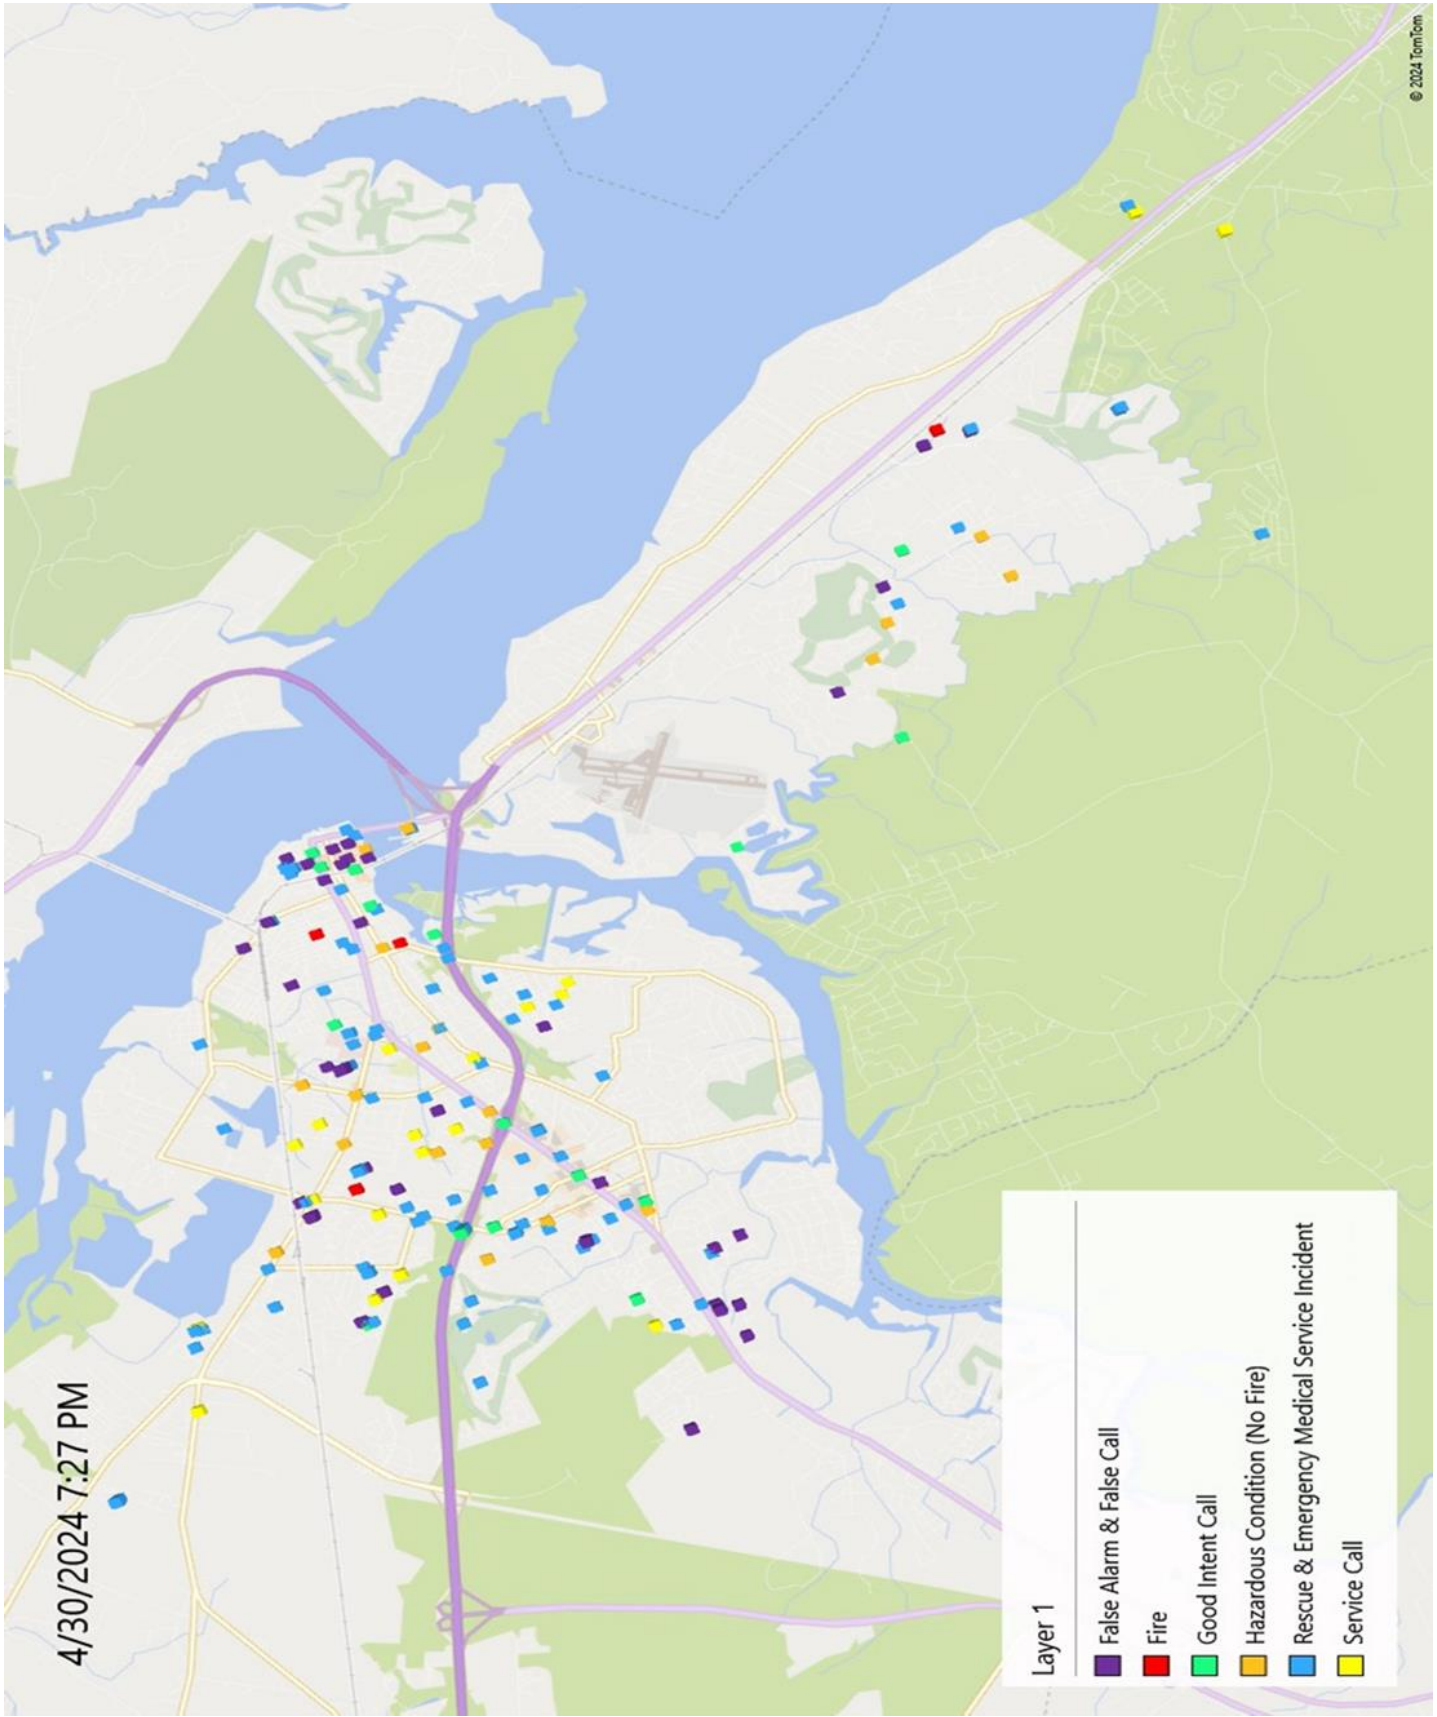 4/30/2024 7:27 PM
Layer 1
False Alarm & False Call
Fire
Good Intent Call
Hazardous Condition (No Fire)
Rescue & Emergency Medical Service Incident
Service Call
© 2024 TomTom